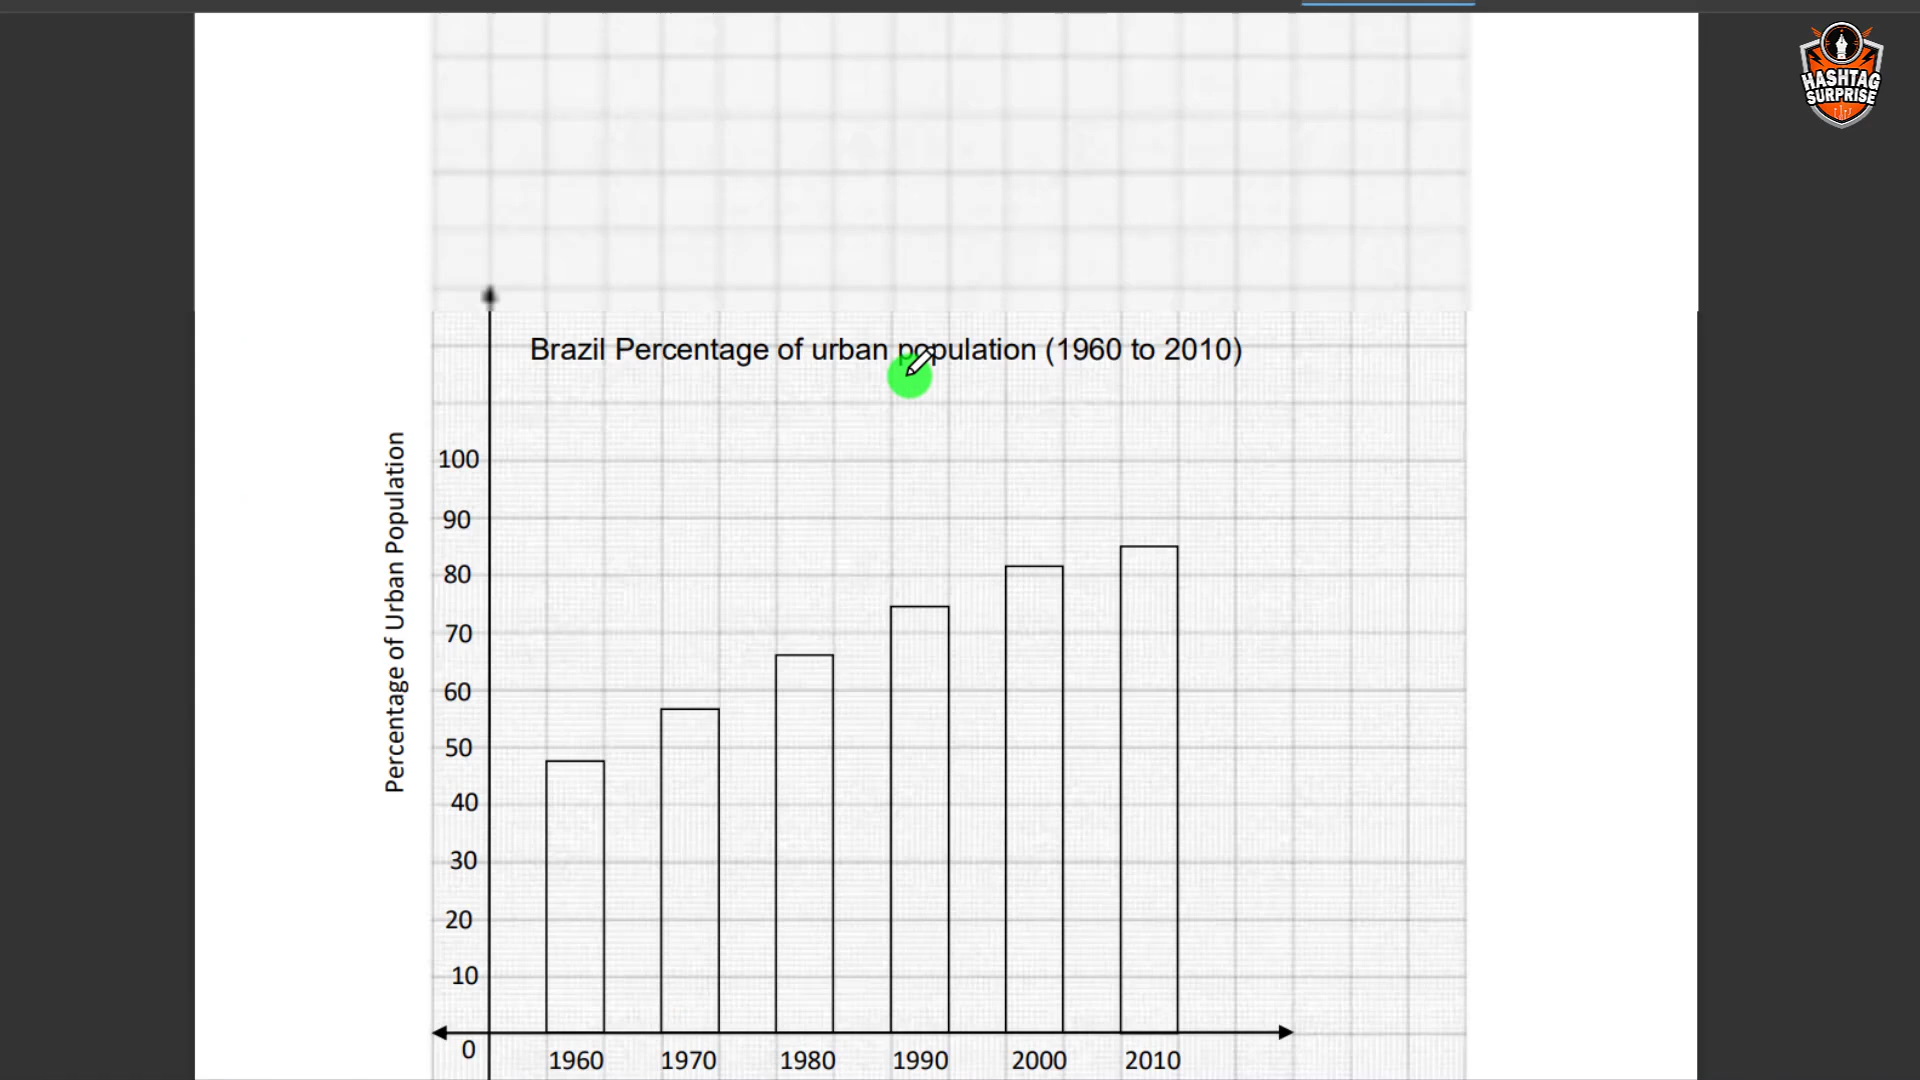 HASHTAG
SURPRISE
Brazil Percentage of urban population (1960 to 2010)
Percentage of Urban Population
100
90
80
70
60
50
40
30
20
10
0
1960 1970 1980 1990 2000 2010